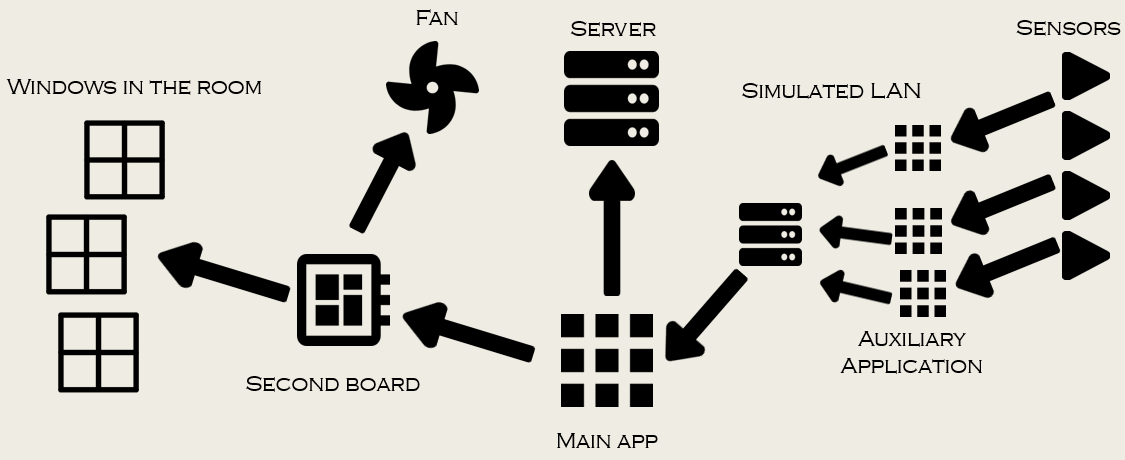 Fan
Server
Sensors
Windows in the room
Simulated LAN
Auxiliary
Application
Second board
Main app